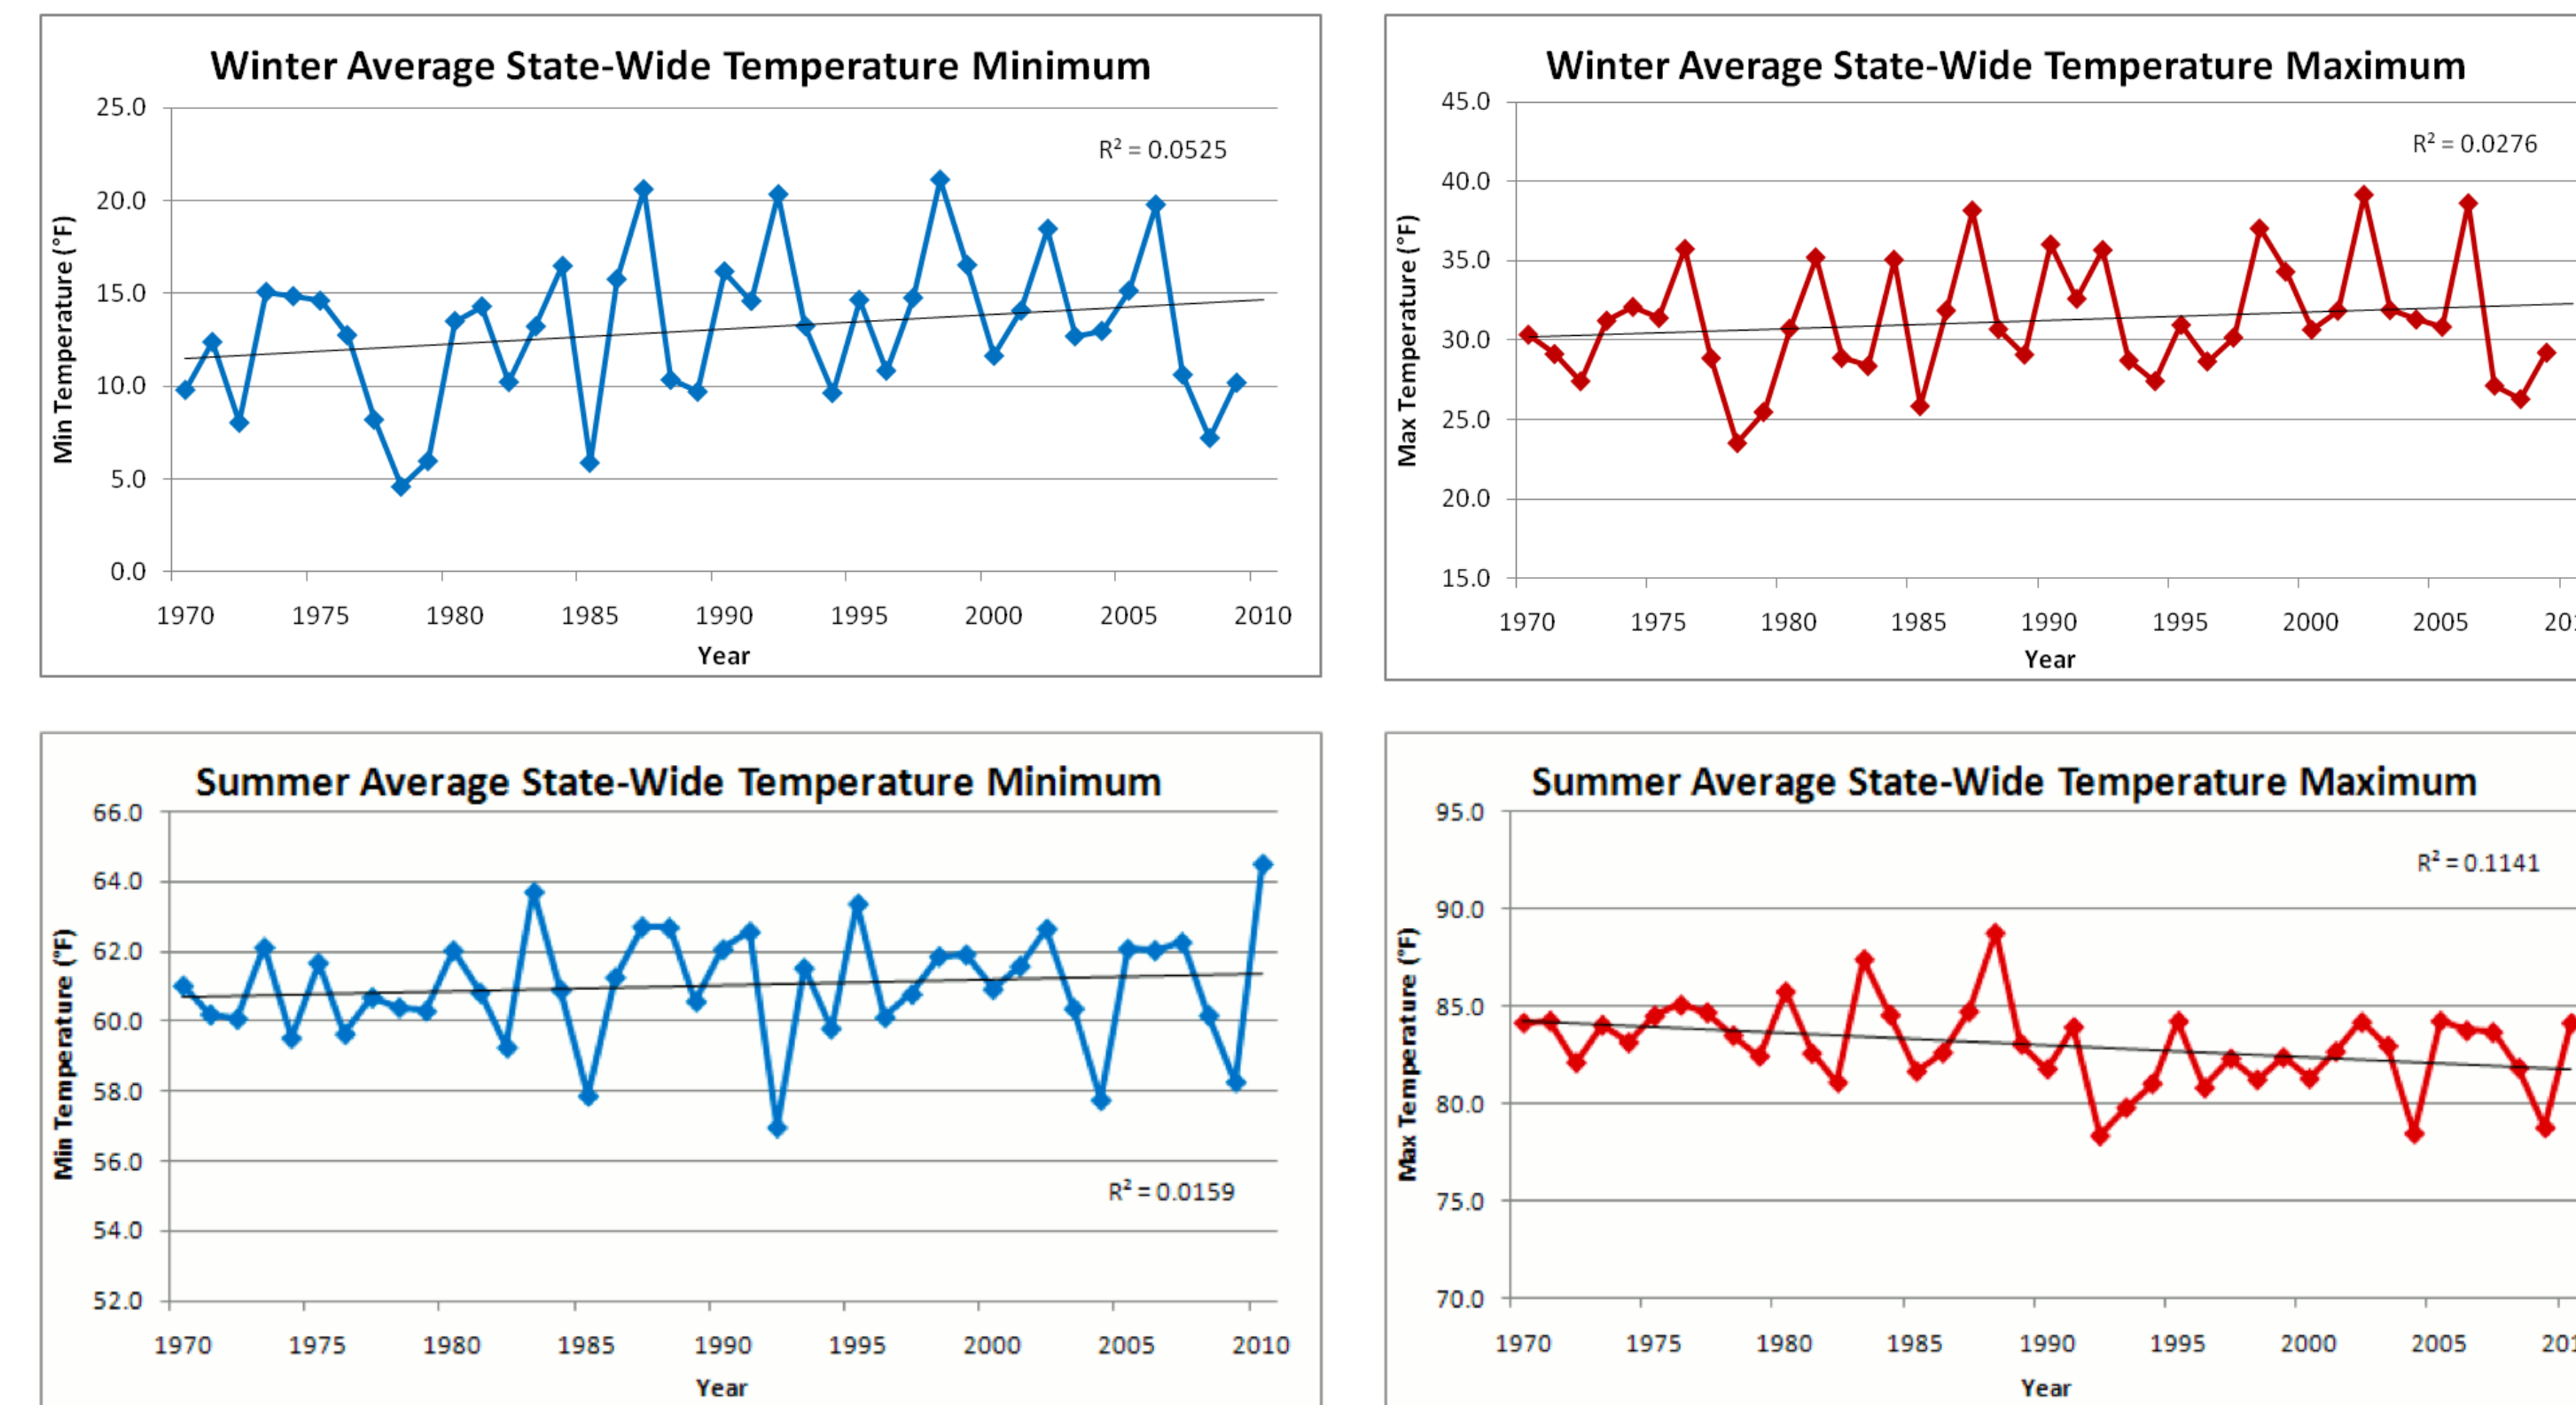 Winter Average State-Wide Temperature Minimum
25.0
20.0
15.0
10.0
5.0
0.0
Min Temperature (°F)
R² = 0.0525
1970 1975 1980 1985 1990 1995 2000 2005 2010
Year
Winter Average State-Wide Temperature Maximum
45.0
40.0
35.0
30.0
25.0
20.0
15.0
Max Temperature (°F)
R² = 0.0276
1970 1975 1980 1985 1990 1995 2000 2005
Year
Summer Average State-Wide Temperature Minimum
66.0
64.0
62.0
60.0
58.0
56.0
54.0
52.0
Min Temperature (°F)
R² = 0.0159
1970 1975 1980 1985 1990 1995 2000 2005 2010
Year
Summer Average State-Wide Temperature Maximum
95.0
90.0
85.0
80.0
75.0
70.0
Max Temperature (°F)
R² = 0.1141
1970 1975 1980 1985 1990 1995 2000 2005
Year